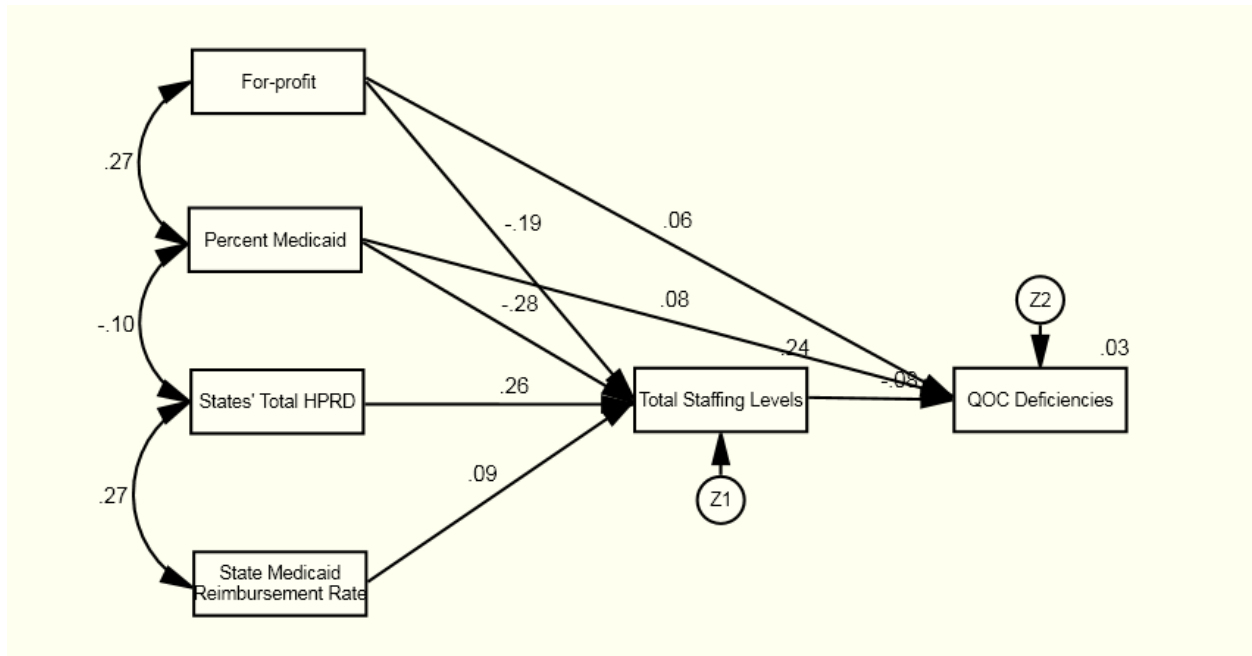 For-profit
.27
-.19
.06
Percent Medicaid
-.28
.08
Z2
-.10
.24
.03
-.08
States' Total HPRD
.26
Total Staffing Levels
QOC Deficiencies
.09
.27
Z1
State Medicaid
Reimbursement Rate